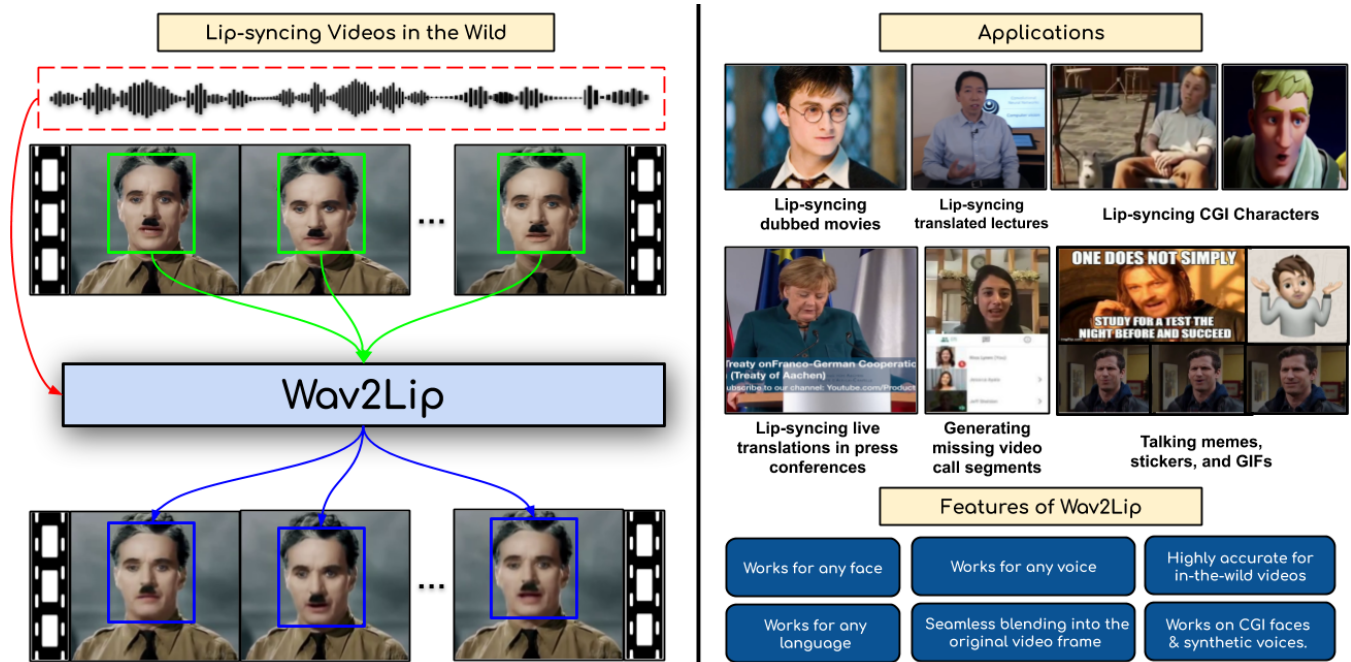 Lip-syncing Videos in the Wild
...
Wav2Lip
...
Applications
Lip-syncing
dubbed movies
Lip-syncing
translated lectures
Lip-syncing CGI Characters
Treaty onFranco-German Cooperatio
(Treaty of Aachen)
ubscribe to our channel: Youtube.com/Product
ONE DOES NOT SIMPLY
STUDY FOR A TEST THE
NIGHT BEFORE AND SUCCEED
Lip-syncing live
translations in press
conferences
Generating
missing video
call segments
Talking memes,
stickers, and GIFs
Features of Wav2Lip
Works for any face
Works for any voice
Highly accurate for
in-the-wild videos
Works for any
language
Seamless blending into the
original video frame
Works on CGI faces
& synthetic voices.